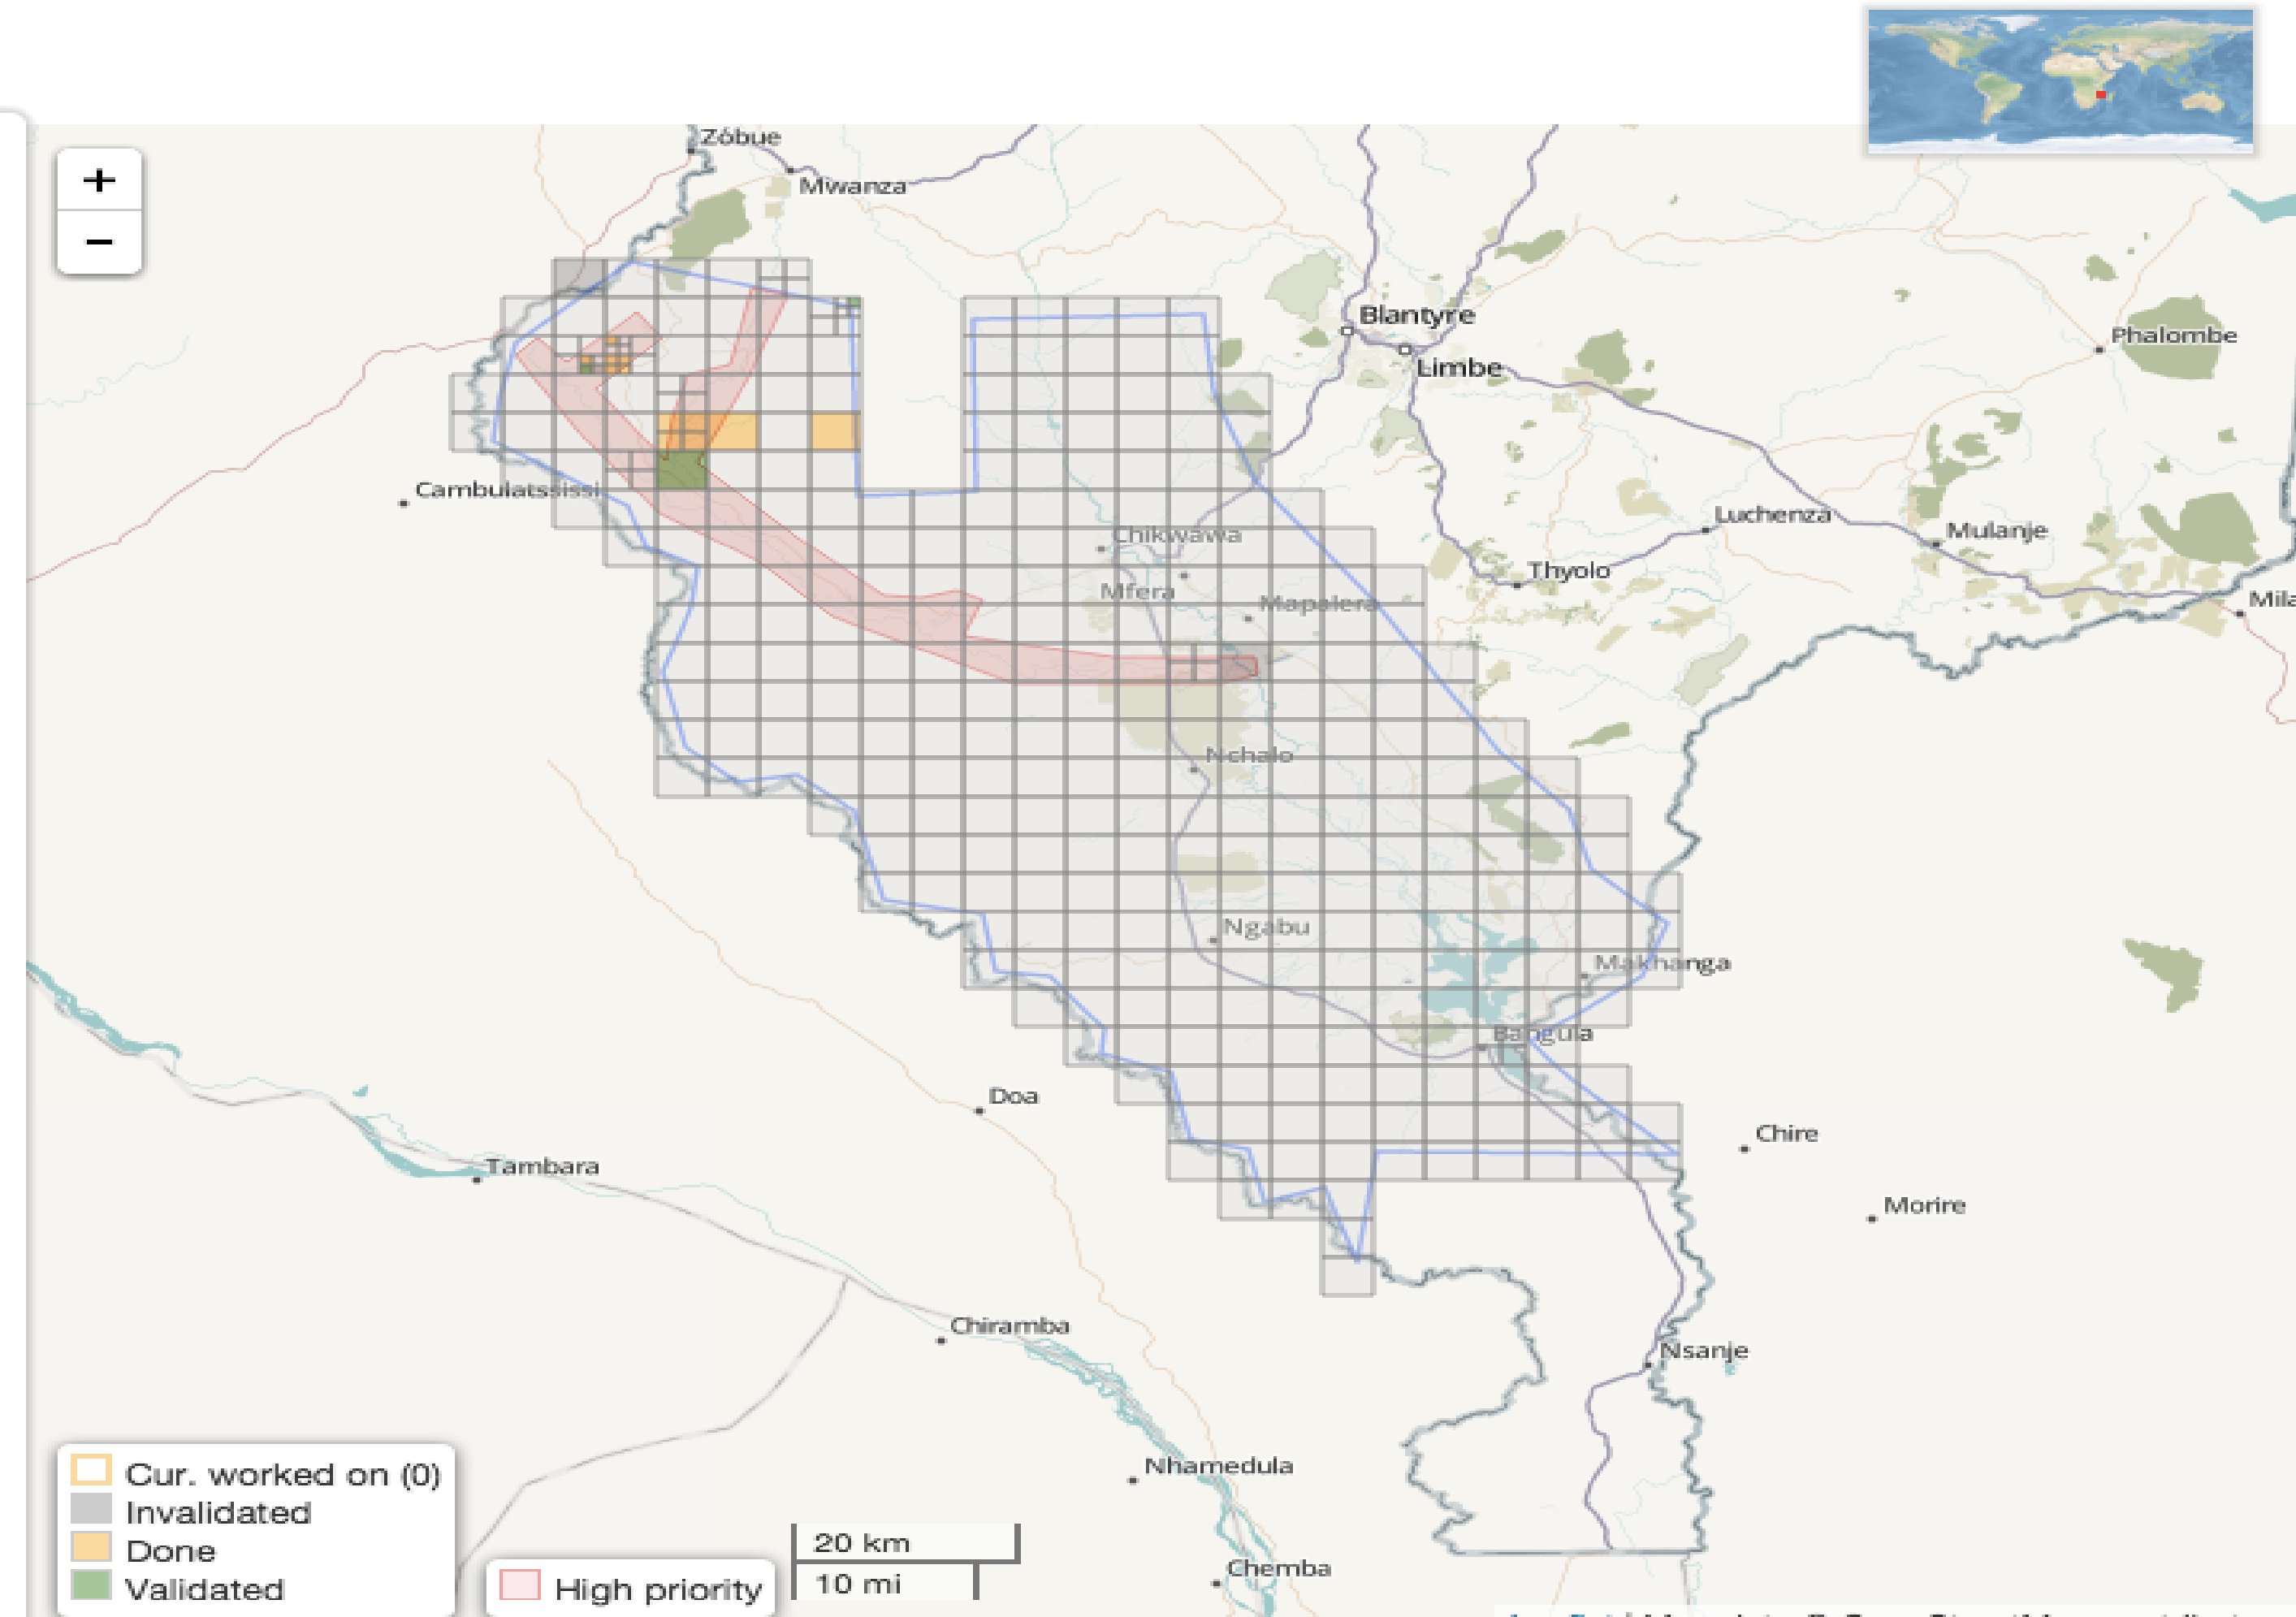 Zóbue
+
Mwanza
−
Blantyre
Phalombe
Limbe
Cambulatssissi
Luchenza
Chikwawa
Mulanje
Thyolo
Mfera
Mapalera
Nchalo
Ngabu
Makhanga
Bangula
Doa
Chire
Tambara
Morire
Chiramba
Nsanje
Nhamedula
Cur. worked on (0)
Invalidated
Done
Validated
High priority
20 km
10 mi
Chemba